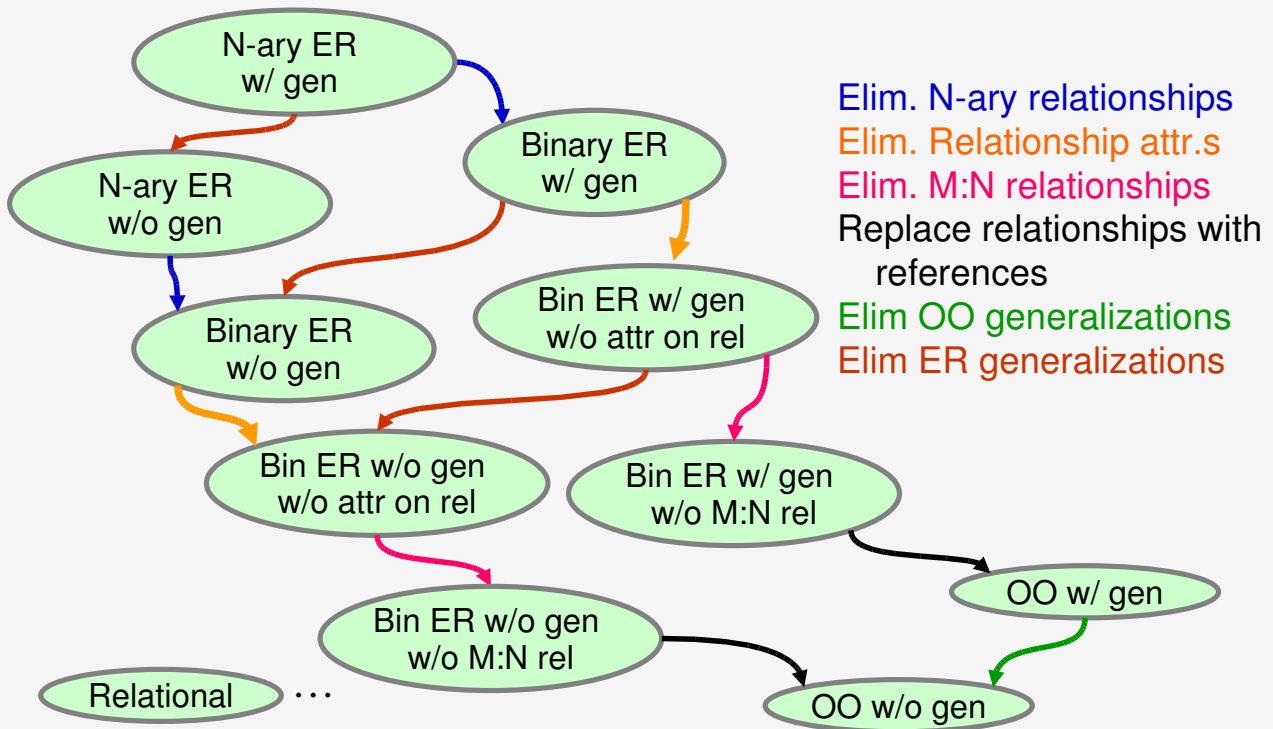 N-ary ER
w/ gen
Binary ER
w/ gen
N-ary ER
w/o gen
Bin ER w/ gen
w/o attr on rel
Binary ER
w/o gen
Bin ER w/o gen
w/o attr on rel
Bin ER w/ gen
w/o M:N rel
OO w/ gen
Bin ER w/o gen
w/o M:N rel
Relational ...
OO w/o gen
Elim. N-ary relationships
Elim. Relationship attr.s
Elim. M:N relationships
Replace relationships with
references
Elim OO generalizations
Elim ER generalizations